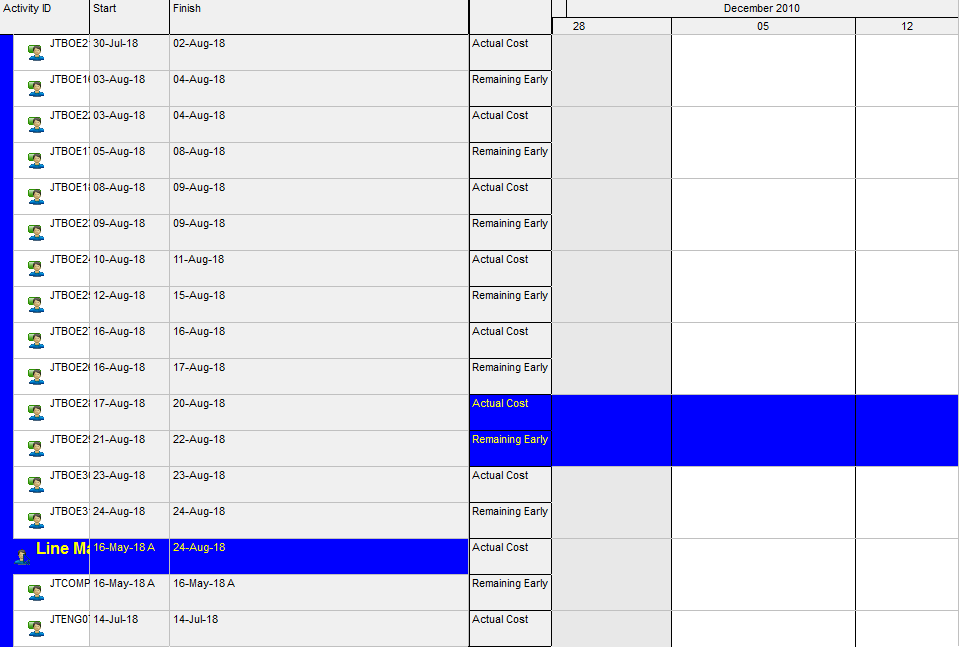 Activity ID Start Finish December 2010
28 05 12
JTBOE2 30-Jul-18 02-Aug-18 Actual Cost
JTBOE1 03-Aug-18 04-Aug-18 Remaining Early
JTBOE2 03-Aug-18 04-Aug-18 Actual Cost
JTBOE1 05-Aug-18 08-Aug-18 Remaining Early
JTBOE18 08-Aug-18 09-Aug-18 Actual Cost
JTBOE2 09-Aug-18 09-Aug-18 Remaining Early
JTBOE24 10-Aug-18 11-Aug-18 Actual Cost
JTBOE2 12-Aug-18 15-Aug-18 Remaining Early
JTBOE2 16-Aug-18 16-Aug-18 Actual Cost
JTBOE2 16-Aug-18 17-Aug-18 Remaining Early
JTBOE2 17-Aug-18 20-Aug-18 Actual Cost
JTBOE2 21-Aug-18 22-Aug-18 Remaining Early
JTBOE3 23-Aug-18 23-Aug-18 Actual Cost
JTBOE3 24-Aug-18 24-Aug-18 Remaining Early
Line Ma 16-May-18 A 24-Aug-18 Actual Cost
JTCOMP 16-May-18 A 16-May-18 A Remaining Early
JTENG0 14-Jul-18 14-Jul-18 Actual Cost